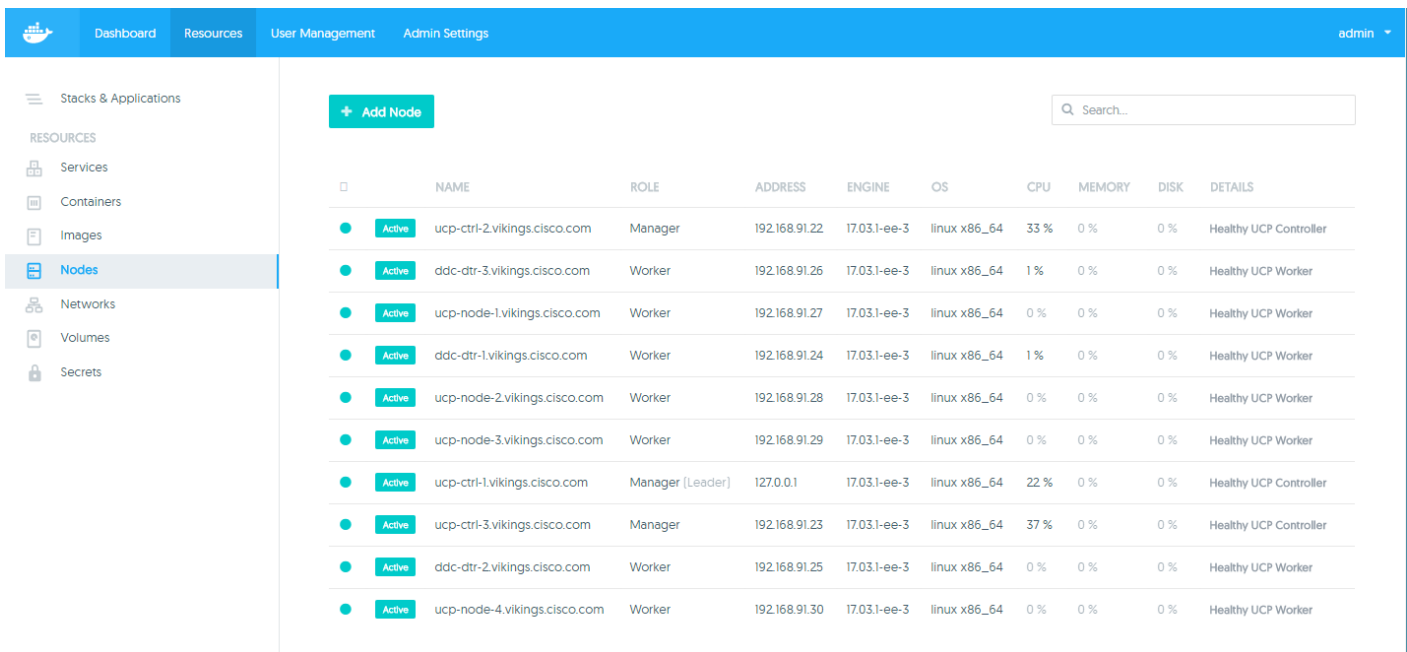 Dashboard Resources User Management Admin Settings admin
Stacks & Applications
RESOURCES
Services
Containers
Images
Nodes
Networks
Volumes
Secrets
+ Add Node
Search...
NAME ROLE ADDRESS ENGINE OS CPU MEMORY DISK DETAILS
Active ucp-ctrl-2.vikings.cisco.com Manager 192.168.91.22 17.03.1-ee-3 linux x86_64 33 % 0 % 0 % Healthy UCP Controller
Active ddc-dtr-3.vikings.cisco.com Worker 192.168.91.26 17.03.1-ee-3 linux x86_64 1 % 0 % 0 % Healthy UCP Worker
Active ucp-node-1.vikings.cisco.com Worker 192.168.91.27 17.03.1-ee-3 linux x86_64 0 % 0 % 0 % Healthy UCP Worker
Active ddc-dtr-1.vikings.cisco.com Worker 192.168.91.24 17.03.1-ee-3 linux x86_64 1 % 0 % 0 % Healthy UCP Worker
Active ucp-node-2.vikings.cisco.com Worker 192.168.91.28 17.03.1-ee-3 linux x86_64 0 % 0 % 0 % Healthy UCP Worker
Active ucp-node-3.vikings.cisco.com Worker 192.168.91.29 17.03.1-ee-3 linux x86_64 0 % 0 % 0 % Healthy UCP Worker
Active ucp-ctrl-1.vikings.cisco.com Manager [Leader] 127.0.0.1 17.03.1-ee-3 linux x86_64 22 % 0 % 0 % Healthy UCP Controller
Active ucp-ctrl-3.vikings.cisco.com Manager 192.168.91.23 17.03.1-ee-3 linux x86_64 37 % 0 % 0 % Healthy UCP Controller
Active ddc-dtr-2.vikings.cisco.com Worker 192.168.91.25 17.03.1-ee-3 linux x86_64 0 % 0 % 0 % Healthy UCP Worker
Active ucp-node-4.vikings.cisco.com Worker 192.168.91.30 17.03.1-ee-3 linux x86_64 0 % 0 % 0 % Healthy UCP Worker